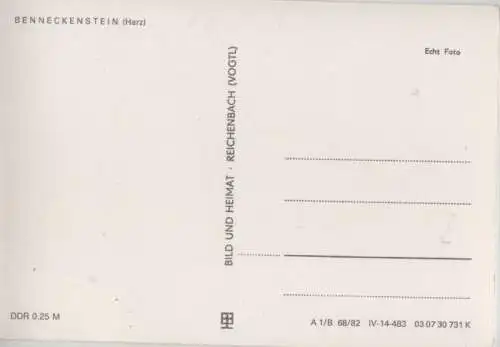 BENNECKENSTEIN (Harz)
Echt Foto
BILD UND HEIMAT · REICHENBACH (VOGTL)
DDR 0.25 M
A 1/B 68/82 IV-14-483 03 07 30 731 K